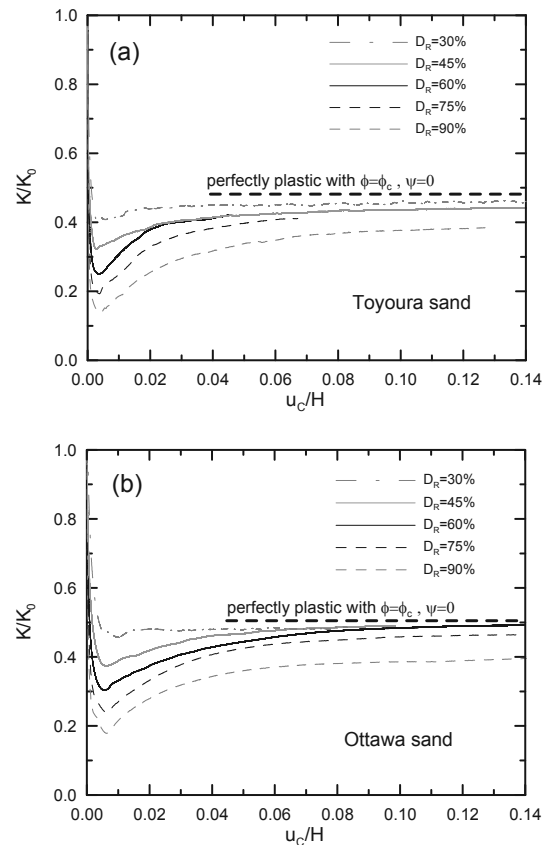 1.0
(a)
D_R=30%
D_R=45%
0.8
D_R=60%
D_R=75%
D_R=90%
0.6
K/K₀
perfectly plastic with ϕ=ϕ_c , ψ=0
0.4
0.2
Toyoura sand
0.0
0.00 0.02 0.04 0.06 0.08 0.10 0.12 0.14
u_C/H
1.0
(b)
D_R=30%
D_R=45%
0.8
D_R=60%
D_R=75%
D_R=90%
0.6
K/K₀
perfectly plastic with ϕ=ϕ_c , ψ=0
0.4
0.2
Ottawa sand
0.0
0.00 0.02 0.04 0.06 0.08 0.10 0.12 0.14
u_C/H